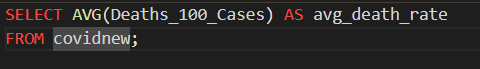 SELECT AVG(Deaths_100_Cases) AS avg_death_rate
FROM covidnew;